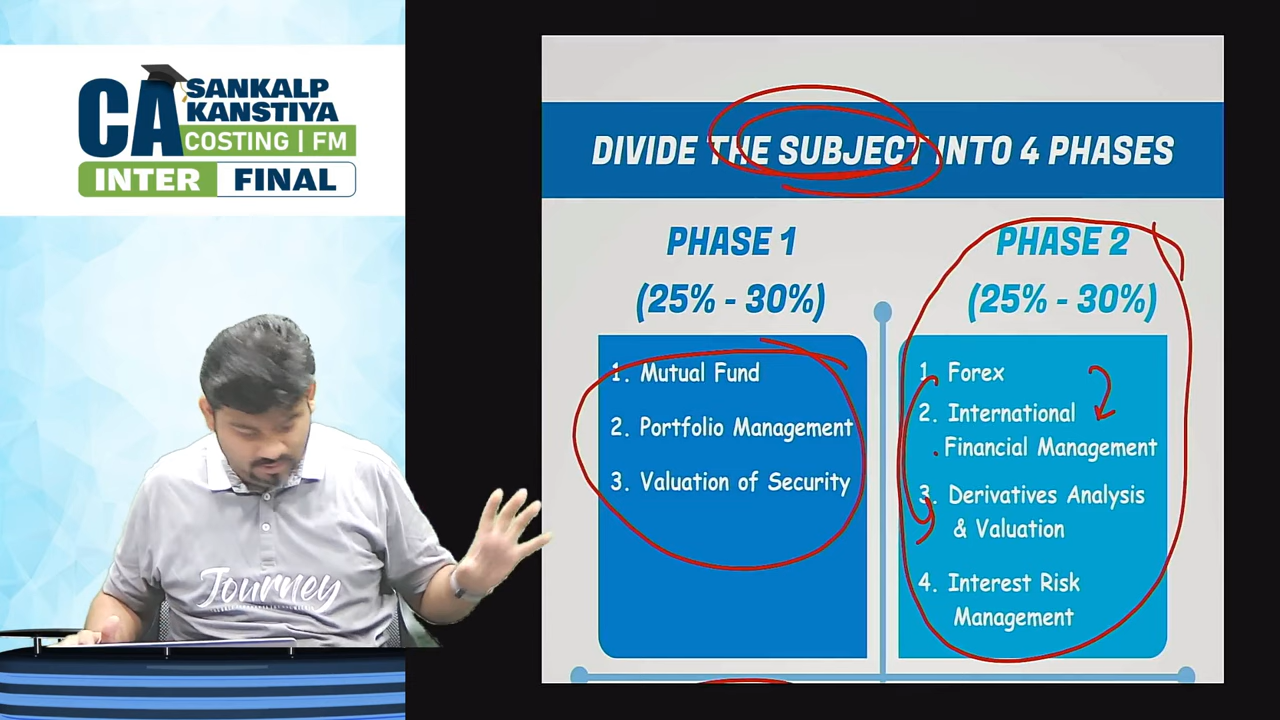 CA
SANKALP
KANSTIYA
COSTING | FM
INTER FINAL
Journey
DIVIDE THE SUBJECT INTO 4 PHASES
PHASE 1
(25% - 30%)
1. Mutual Fund
2. Portfolio Management
3. Valuation of Security
PHASE 2
(25% - 30%)
1. Forex
2. International
Financial Management
3. Derivatives Analysis
& Valuation
4. Interest Risk
Management